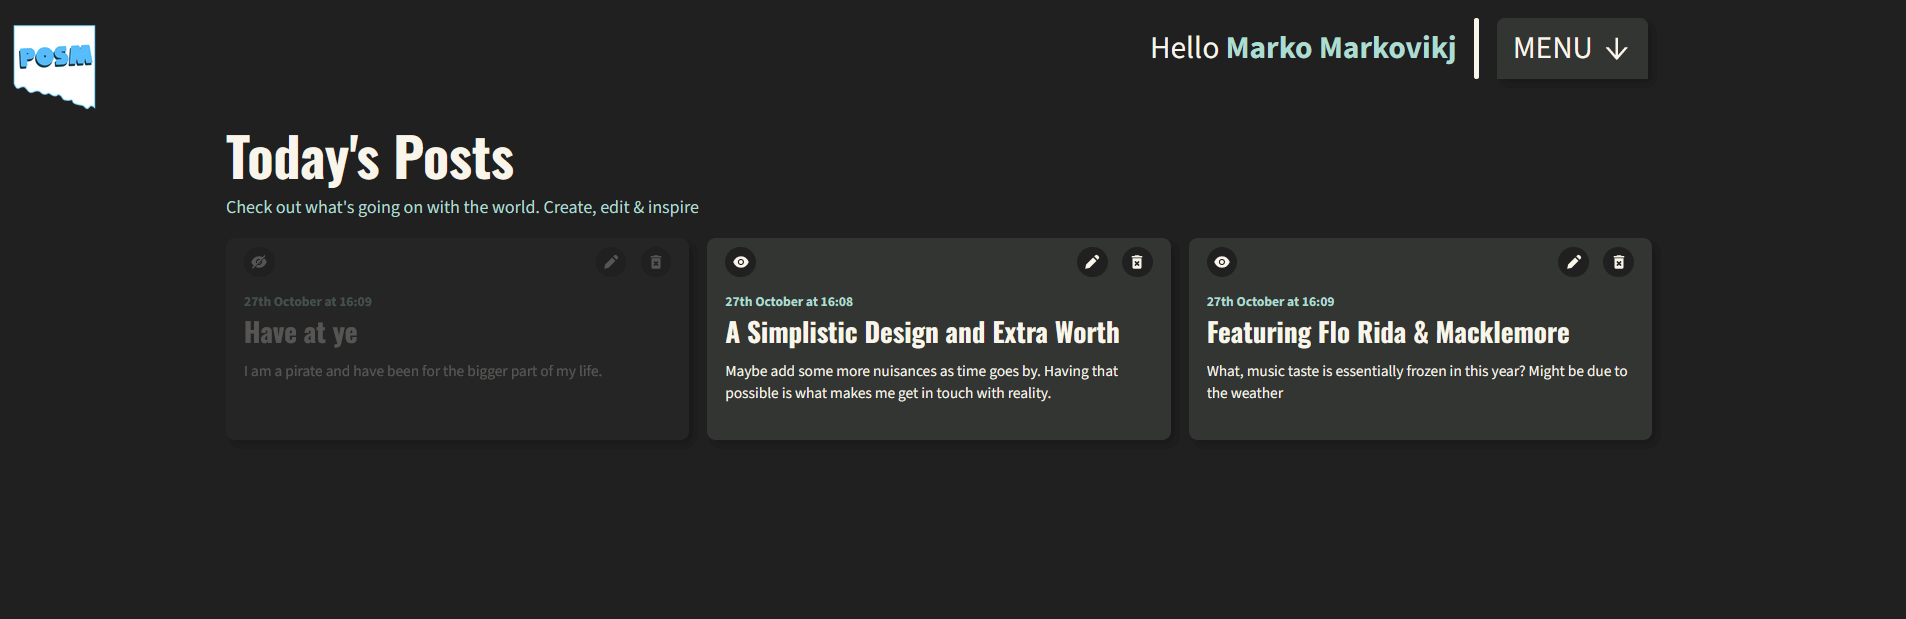 POSM
Hello Marko Markovikj
MENU
Today's Posts
Check out what's going on with the world. Create, edit & inspire
27th October at 16:09
Have at ye
I am a pirate and have been for the bigger part of my life.
27th October at 16:08
A Simplistic Design and Extra Worth
Maybe add some more nuisances as time goes by. Having that
possible is what makes me get in touch with reality.
27th October at 16:09
Featuring Flo Rida & Macklemore
What, music taste is essentially frozen in this year? Might be due to
the weather